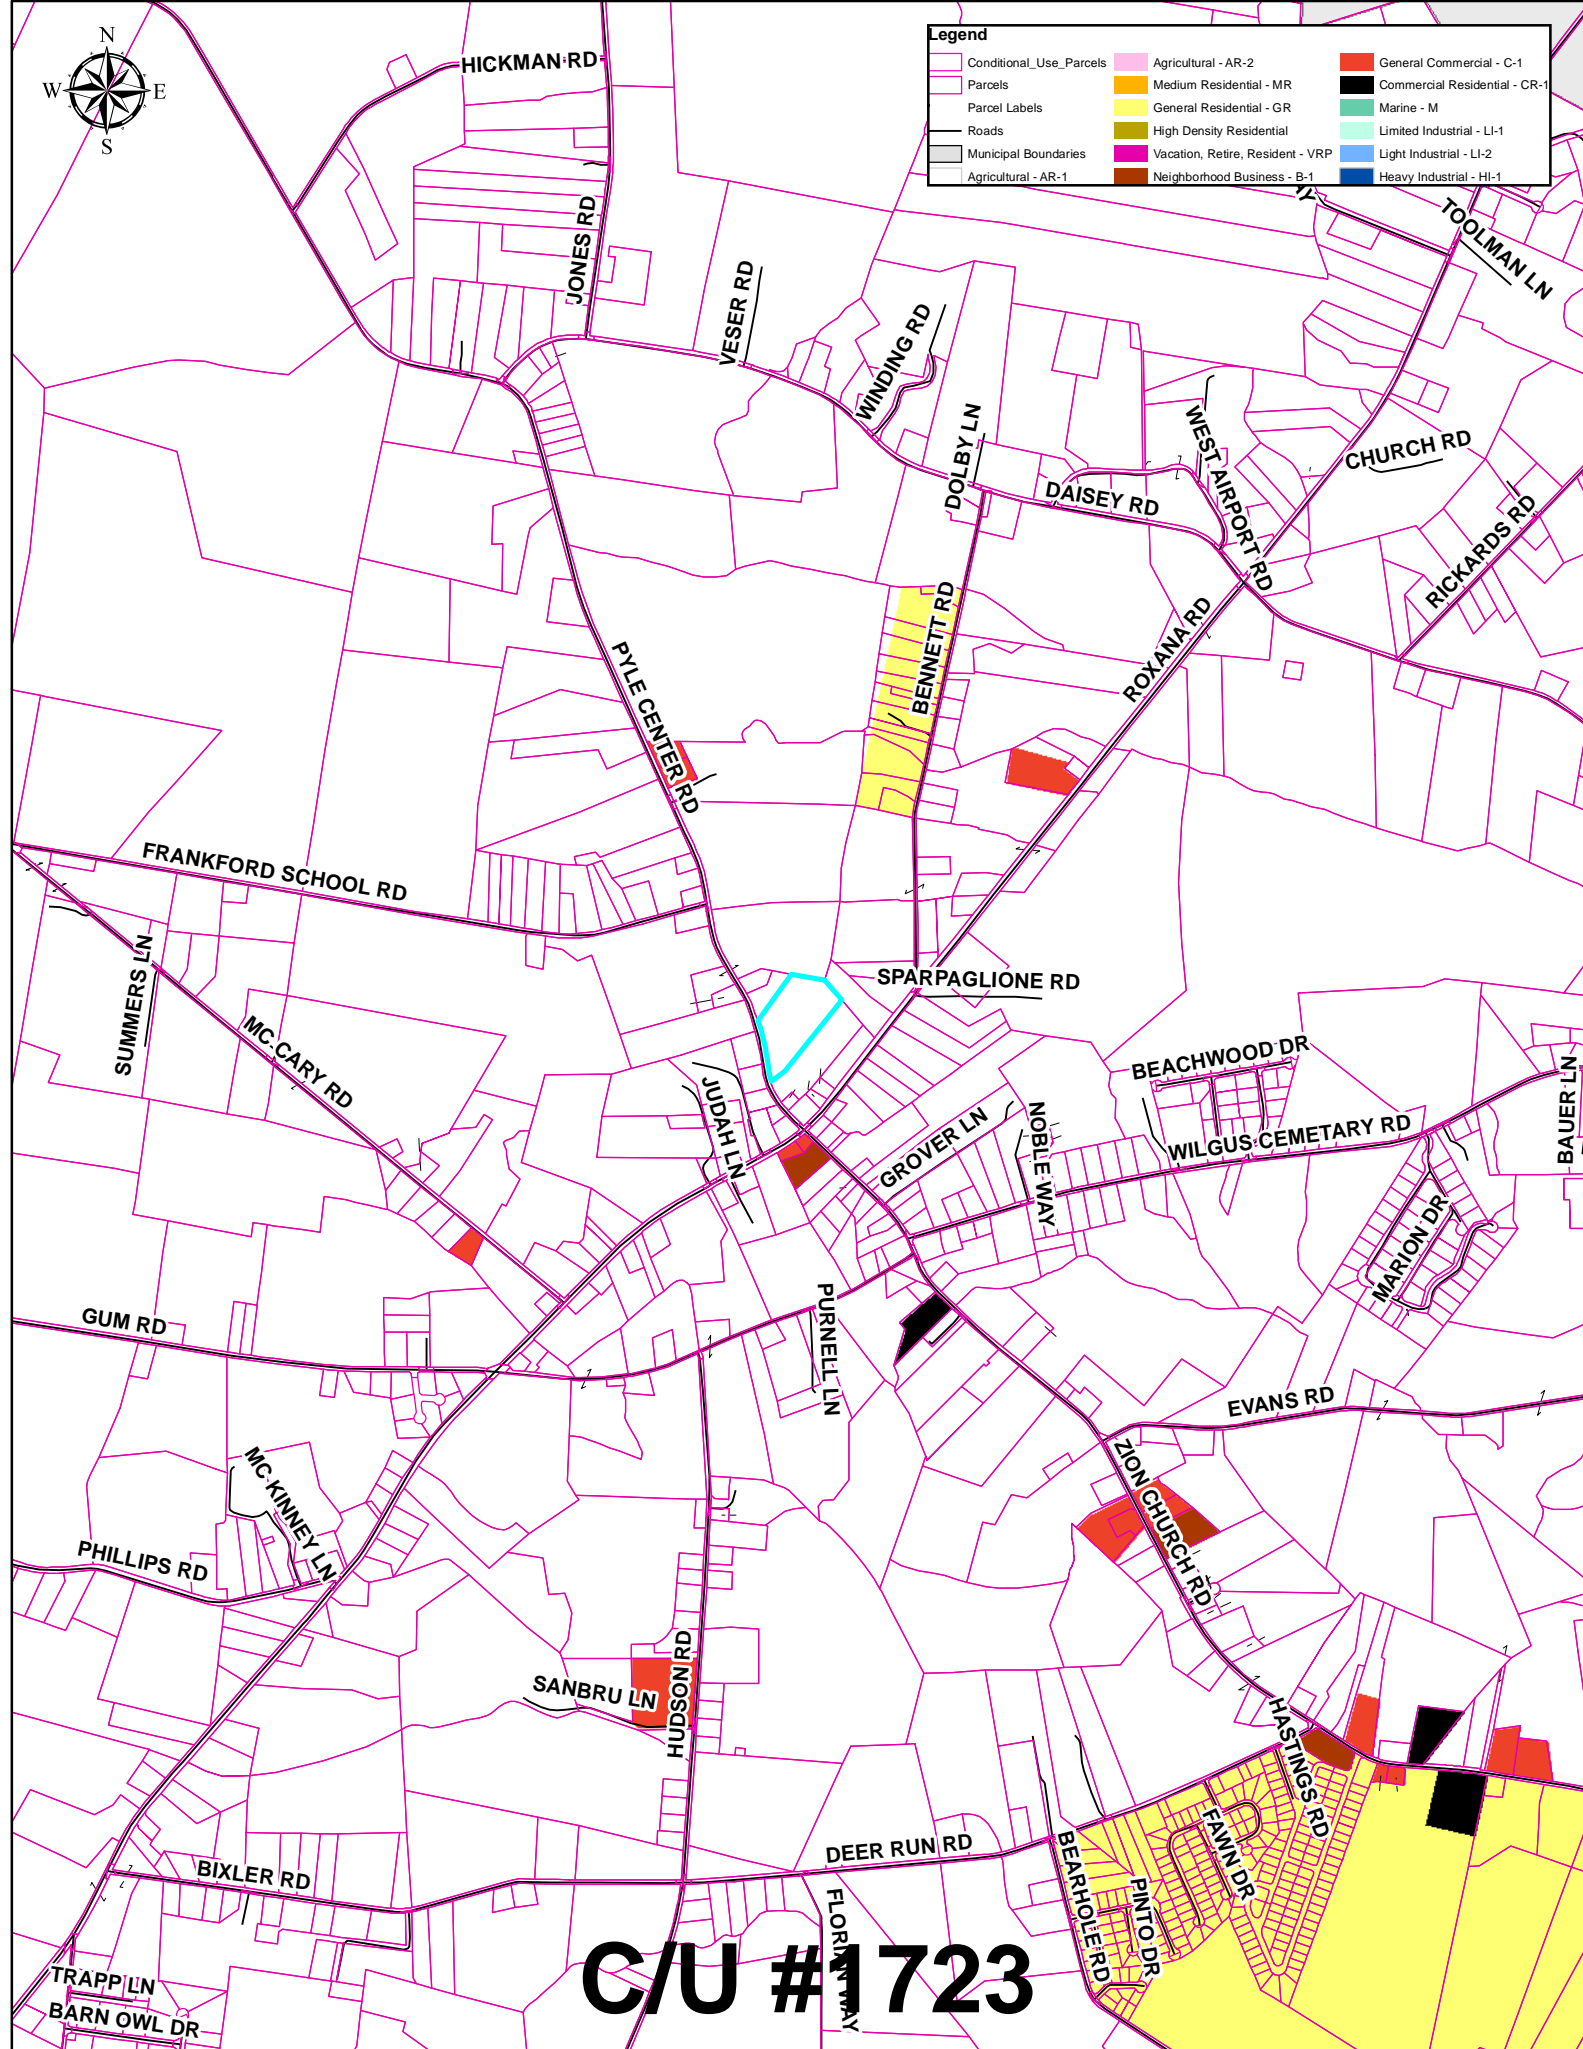 N
W E
S
Legend
Conditional_Use_Parcels
Parcels
Parcel Labels
Roads
Municipal Boundaries
Agricultural - AR-1
Agricultural - AR-2
Medium Residential - MR
General Residential - GR
High Density Residential
Vacation, Retire, Resident - VRP
Neighborhood Business - B-1
General Commercial - C-1
Commercial Residential - CR-1
Marine - M
Limited Industrial - LI-1
Light Industrial - LI-2
Heavy Industrial - HI-1
HICKMAN RD
JONES RD
VESER RD
WINDING RD
TOOLMAN LN
DOLBY LN
DAISEY RD
WEST AIRPORT RD
CHURCH RD
RICKARDS RD
BENNETT RD
ROXANA RD
PYLE CENTER RD
FRANKFORD SCHOOL RD
SUMMERS LN
MC CARY RD
SPARPAGLIONE RD
BEACHWOOD DR
BAUER LN
JUDAH LN
GROVER LN
NOBLE WAY
WILGUS CEMETARY RD
MARION DR
GUM RD
PURNELL LN
EVANS RD
MC KINNEY LN
ZION CHURCH RD
PHILLIPS RD
SANBRU LN
HUDSON RD
HASTINGS RD
FAWN DR
DEER RUN RD
BEARHOLE RD
PINTO DR
BIXLER RD
FLORIAN WAY
TRAPP LN
BARN OWL DR
C/U #1723